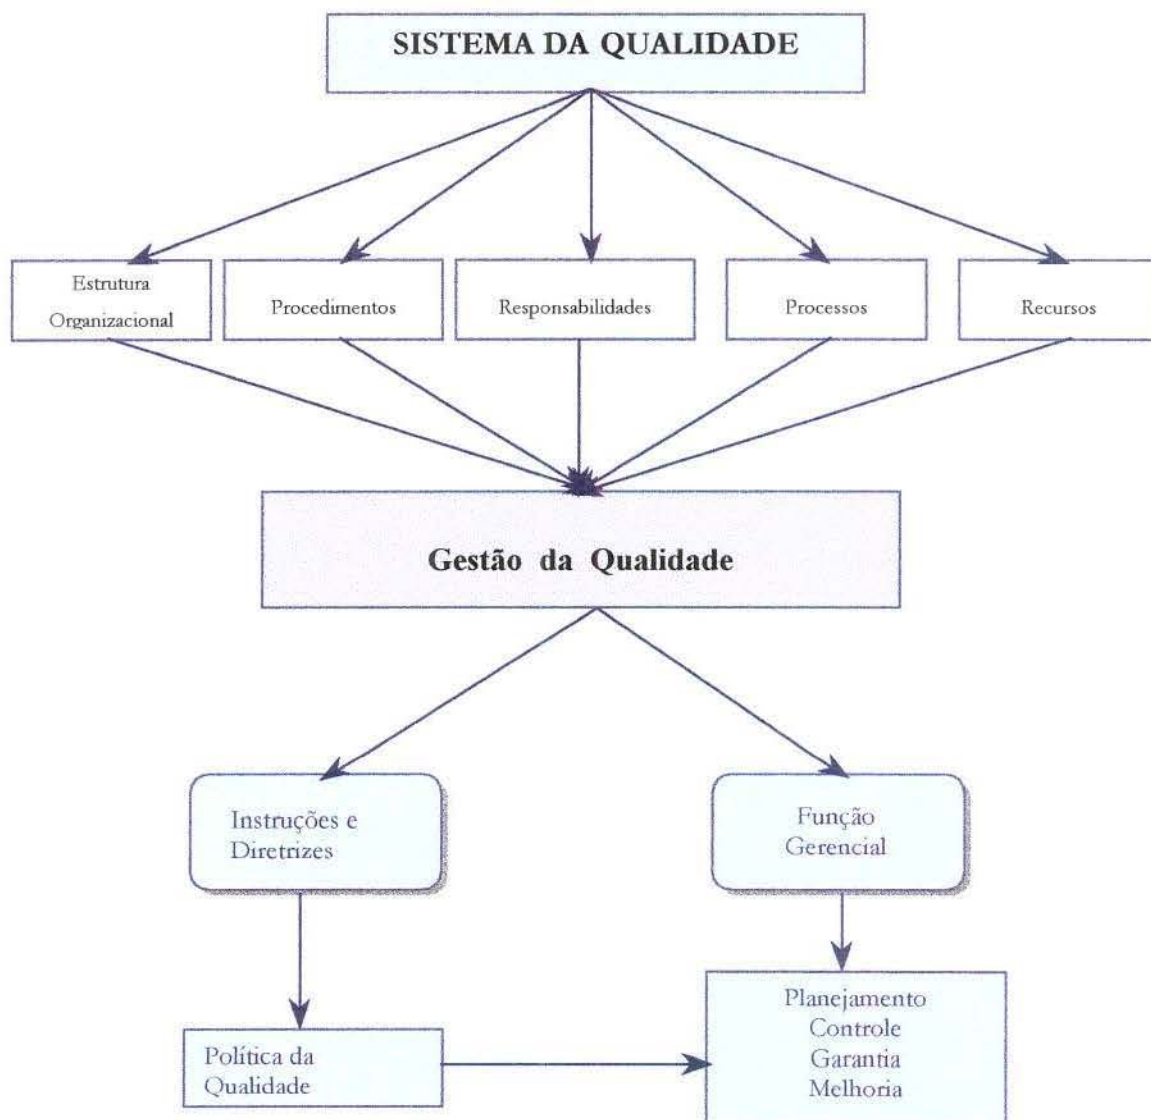 SISTEMA DA QUALIDADE
Estrutura
Organizacional
Procedimentos
Responsabilidades
Processos
Recursos
Gestão da Qualidade
Instruções e
Diretrizes
Função
Gerencial
Política da
Qualidade
Planejamento
Controle
Garantia
Melhoria